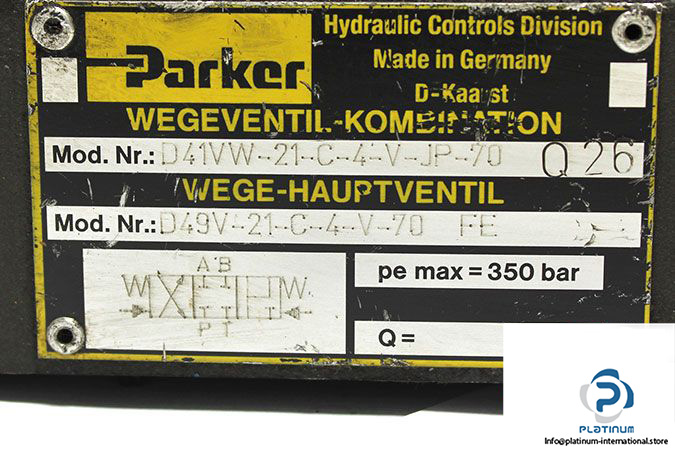 Parker
Hydraulic Controls Division
Made in Germany
D-Kaarst
WEGEVENTIL-KOMBINATION
Mod. Nr.: D41VW-21-C-4-V-JP-70 Q26
WEGE-HAUPTVENTIL
Mod. Nr.: D49V-21-C-4-V-70 FE
A B
W W
P T
pe max = 350 bar
Q =
PLATINUM
Info@platinum-international.store